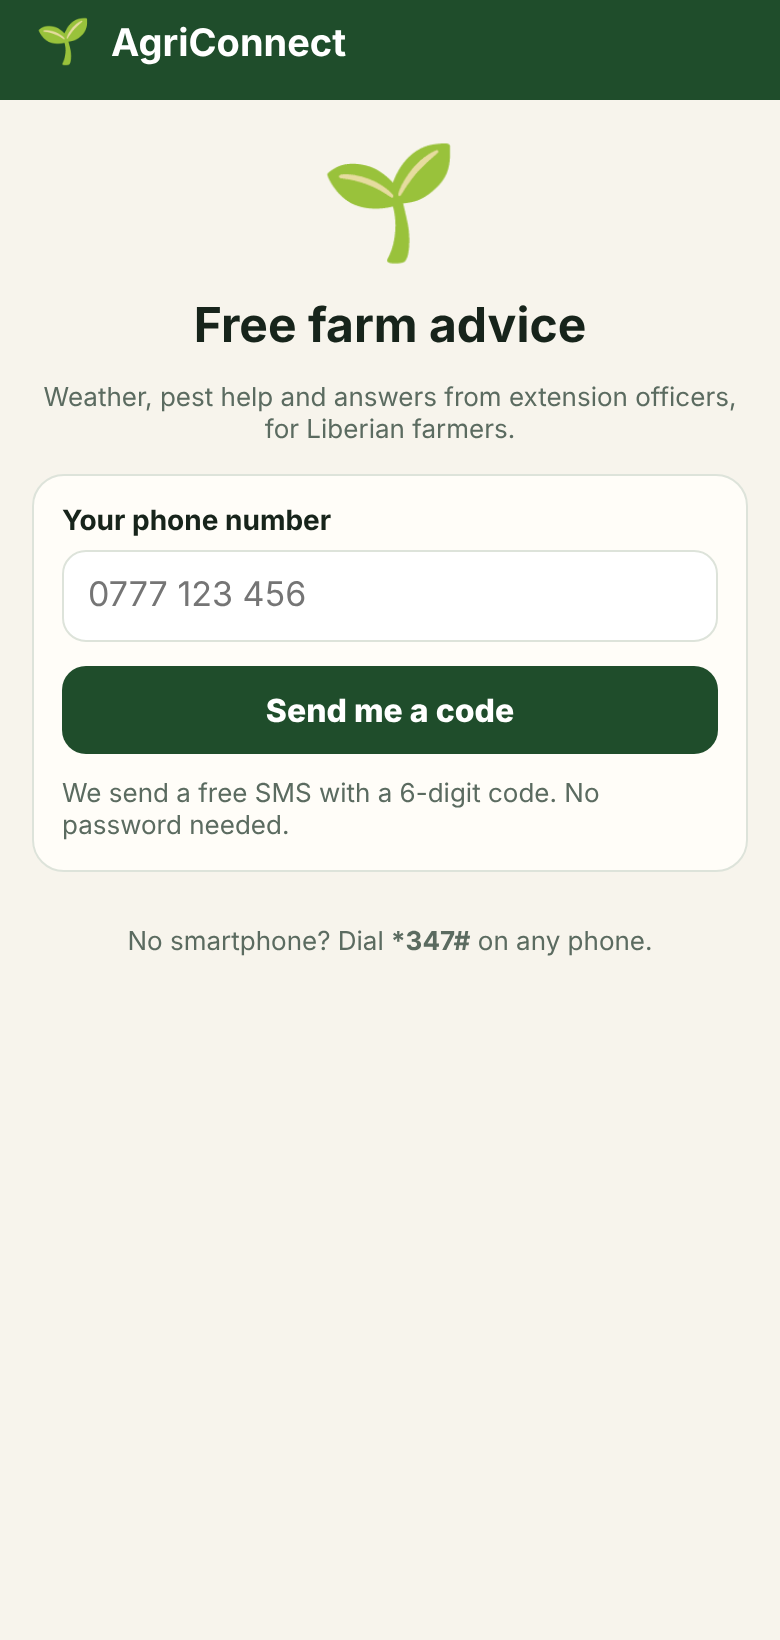 AgriConnect
Free farm advice
Weather, pest help and answers from extension officers,
for Liberian farmers.
Your phone number
0777 123 456
Send me a code
We send a free SMS with a 6-digit code. No
password needed.
No smartphone? Dial *347# on any phone.